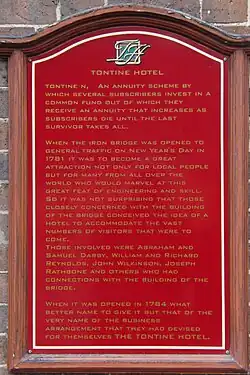 TH
TONTINE HOTEL
TONTINE N, AN ANNUITY SCHEME BY
WHICH SEVERAL SUBSCRIBERS INVEST IN A
COMMON FUND OUT OF WHICH THEY
RECEIVE AN ANNUITY THAT INCREASES AS
SUBSCRIBERS DIE UNTIL THE LAST
SURVIVOR TAKES ALL.
WHEN THE IRON BRIDGE WAS OPENED TO
GENERAL TRAFFIC ON NEW YEAR'S DAY IN
1781 IT WAS TO BECOME A GREAT
ATTRACTION NOT ONLY FOR LOCAL PEOPLE
BUT FOR MANY FROM ALL OVER THE
WORLD WHO WOULD MARVEL AT THIS
GREAT FEAT OF ENGINEERING AND SKILL.
SO IT WAS NOT SURPRISING THAT THOSE
CLOSELY CONCERNED WITH THE BUILDING
OF THE BRIDGE CONCEIVED THE IDEA OF A
HOTEL TO ACCOMMODATE THE VAST
NUMBERS OF VISITORS THAT WERE TO
COME.
THOSE INVOLVED WERE ABRAHAM AND
SAMUEL DARBY, WILLIAM AND RICHARD
REYNOLDS, JOHN WILKINSON, JOSEPH
RATHBONE AND OTHERS WHO HAD
CONNECTIONS WITH THE BUILDING OF THE
BRIDGE.
WHEN IT WAS OPENED IN 1784 WHAT
BETTER NAME TO GIVE IT BUT THAT OF THE
VERY NAME OF THE BUSINESS
ARRANGEMENT THAT THEY HAD DEVISED
FOR THEMSELVES THE TONTINE HOTEL.